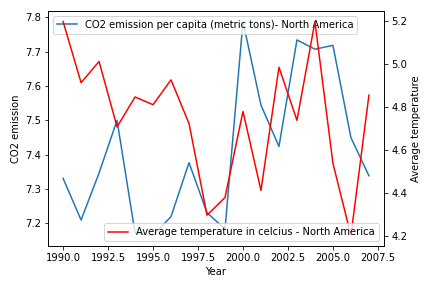 CO2 emission per capita (metric tons)- North America
7.8
7.7
7.6
7.5
7.4
7.3
7.2
CO2 emission
5.2
5.0
4.8
4.6
4.4
4.2
Average temperature
Average temperature in celcius - North America
1990.0 1992.5 1995.0 1997.5 2000.0 2002.5 2005.0 2007.5
Year